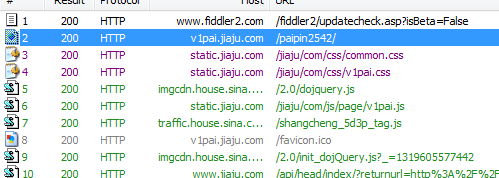 # Result Protocol Host URL
1 200 HTTP www.fiddler2.com /fiddler2/updatecheck.asp?isBeta=False
2 200 HTTP v1pai.jiaju.com /paipin2542/
3 200 HTTP static.jiaju.com /jiaju/com/css/common.css
4 200 HTTP static.jiaju.com /jiaju/com/css/v1pai.css
5 200 HTTP imgcdn.house.sina.... /2.0/dojquery.js
6 200 HTTP static.jiaju.com /jiaju/com/js/page/v1pai.js
7 200 HTTP traffic.house.sina.c... /shangcheng_5d3p_tag.js
8 200 HTTP v1pai.jiaju.com /favicon.ico
9 200 HTTP imgcdn.house.sina.... /2.0/init_dojQuery.js?_=1319605577442
10 200 HTTP www.jiaju.com /api/head/index/?returnurl=http%3A%2F%2F